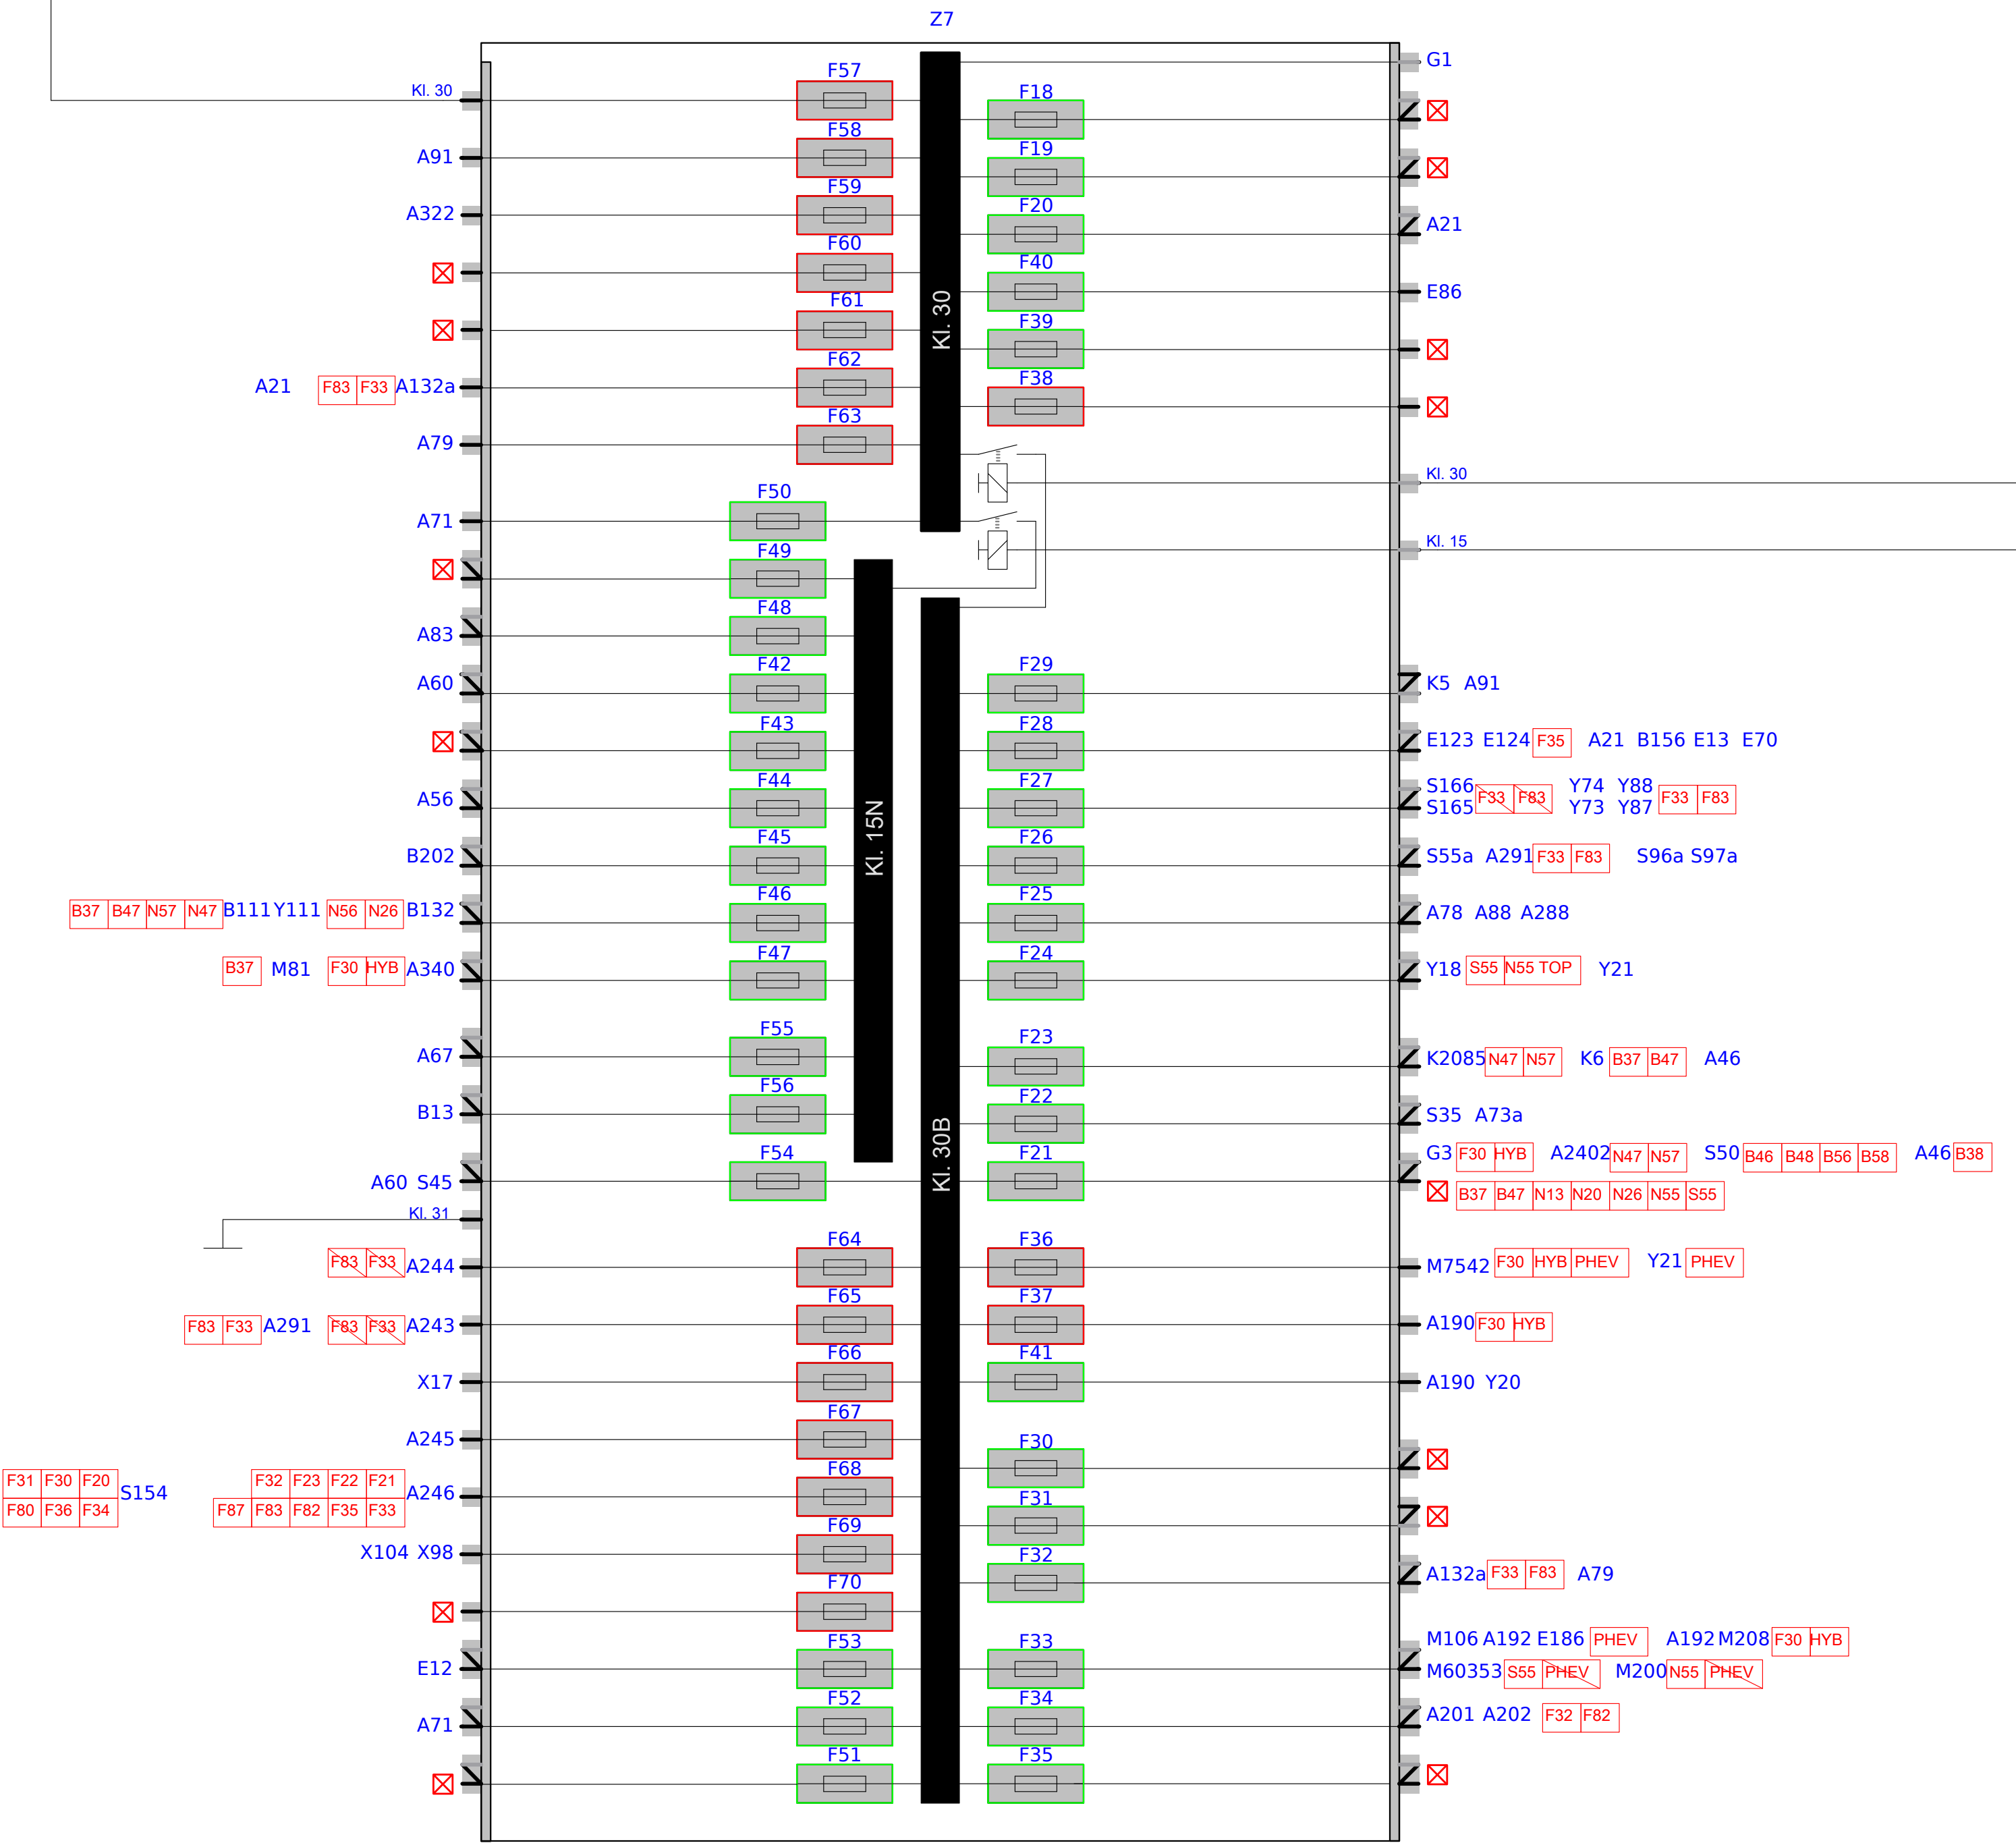 Z7
G1
F57
Kl. 30
F18
F58
A91
F19
F59
A322
F20
A21
F60
F40
E86
F61
F39
F62
A21 F83 F33 A132a
F38
F63
A79
Kl. 30
Kl. 30
F50
A71
Kl. 15
F49
F48
A83
F42
A60
F29
K5 A91
F43
F28
E123 E124 F35 A21 B156 E13 E70
F44
A56
F27
S166 F33 F83 Y74 Y88 F33 F83
S165 Y73 Y87
Kl. 15N
F45
B202
F26
S55a A291 F33 F83 S96a S97a
F46
B37 B47 N57 N47 B111 Y111 N56 N26 B132
F25
A78 A88 A288
F47
B37 M81 F30 HYB A340
F24
Y18 S55 N55 TOP Y21
F55
A67
F23
K2085 N47 N57 K6 B37 B47 A46
F56
B13
F22
S35 A73a
Kl. 30B
F54
A60 S45
F21
G3 F30 HYB A2402 N47 N57 S50 B46 B48 B56 B58 A46 B38
B37 B47 N13 N20 N26 N55 S55
Kl. 31
F64
F83 F33 A244
F36
M7542 F30 HYB PHEV Y21 PHEV
F65
F83 F33 A291 F83 F33 A243
F37
A190 F30 HYB
F66
X17
F41
A190 Y20
F67
A245
F30
F68
F31 F30 F20 S154 F32 F23 F22 F21 A246
F80 F36 F34 F87 F83 F82 F35 F33
F31
F69
X104 X98
F32
A132a F33 F83 A79
F70
F53
E12
F33
M106 A192 E186 PHEV A192 M208 F30 HYB
M60353 S55 PHEV M200 N55 PHEV
F52
A71
F34
A201 A202 F32 F82
F51
F35